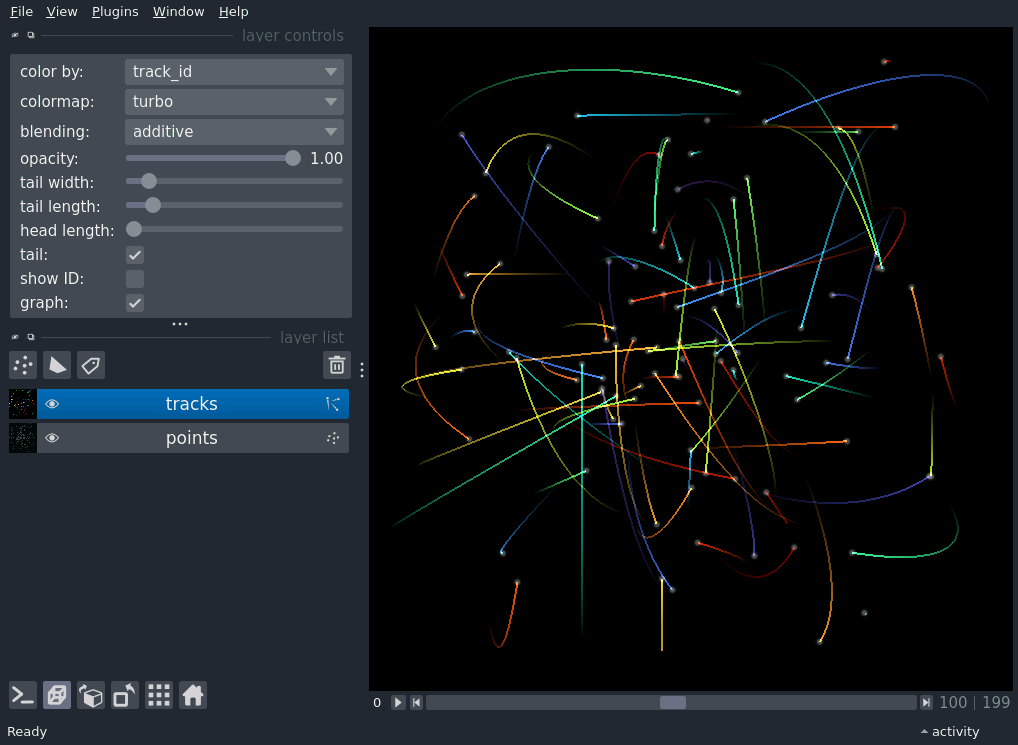 File View Plugins Window Help
layer controls
color by: track_id
colormap: turbo
blending: additive
opacity: 1.00
tail width:
tail length:
head length:
tail:
show ID:
graph:
layer list
tracks
points
0 100 | 199
Ready activity